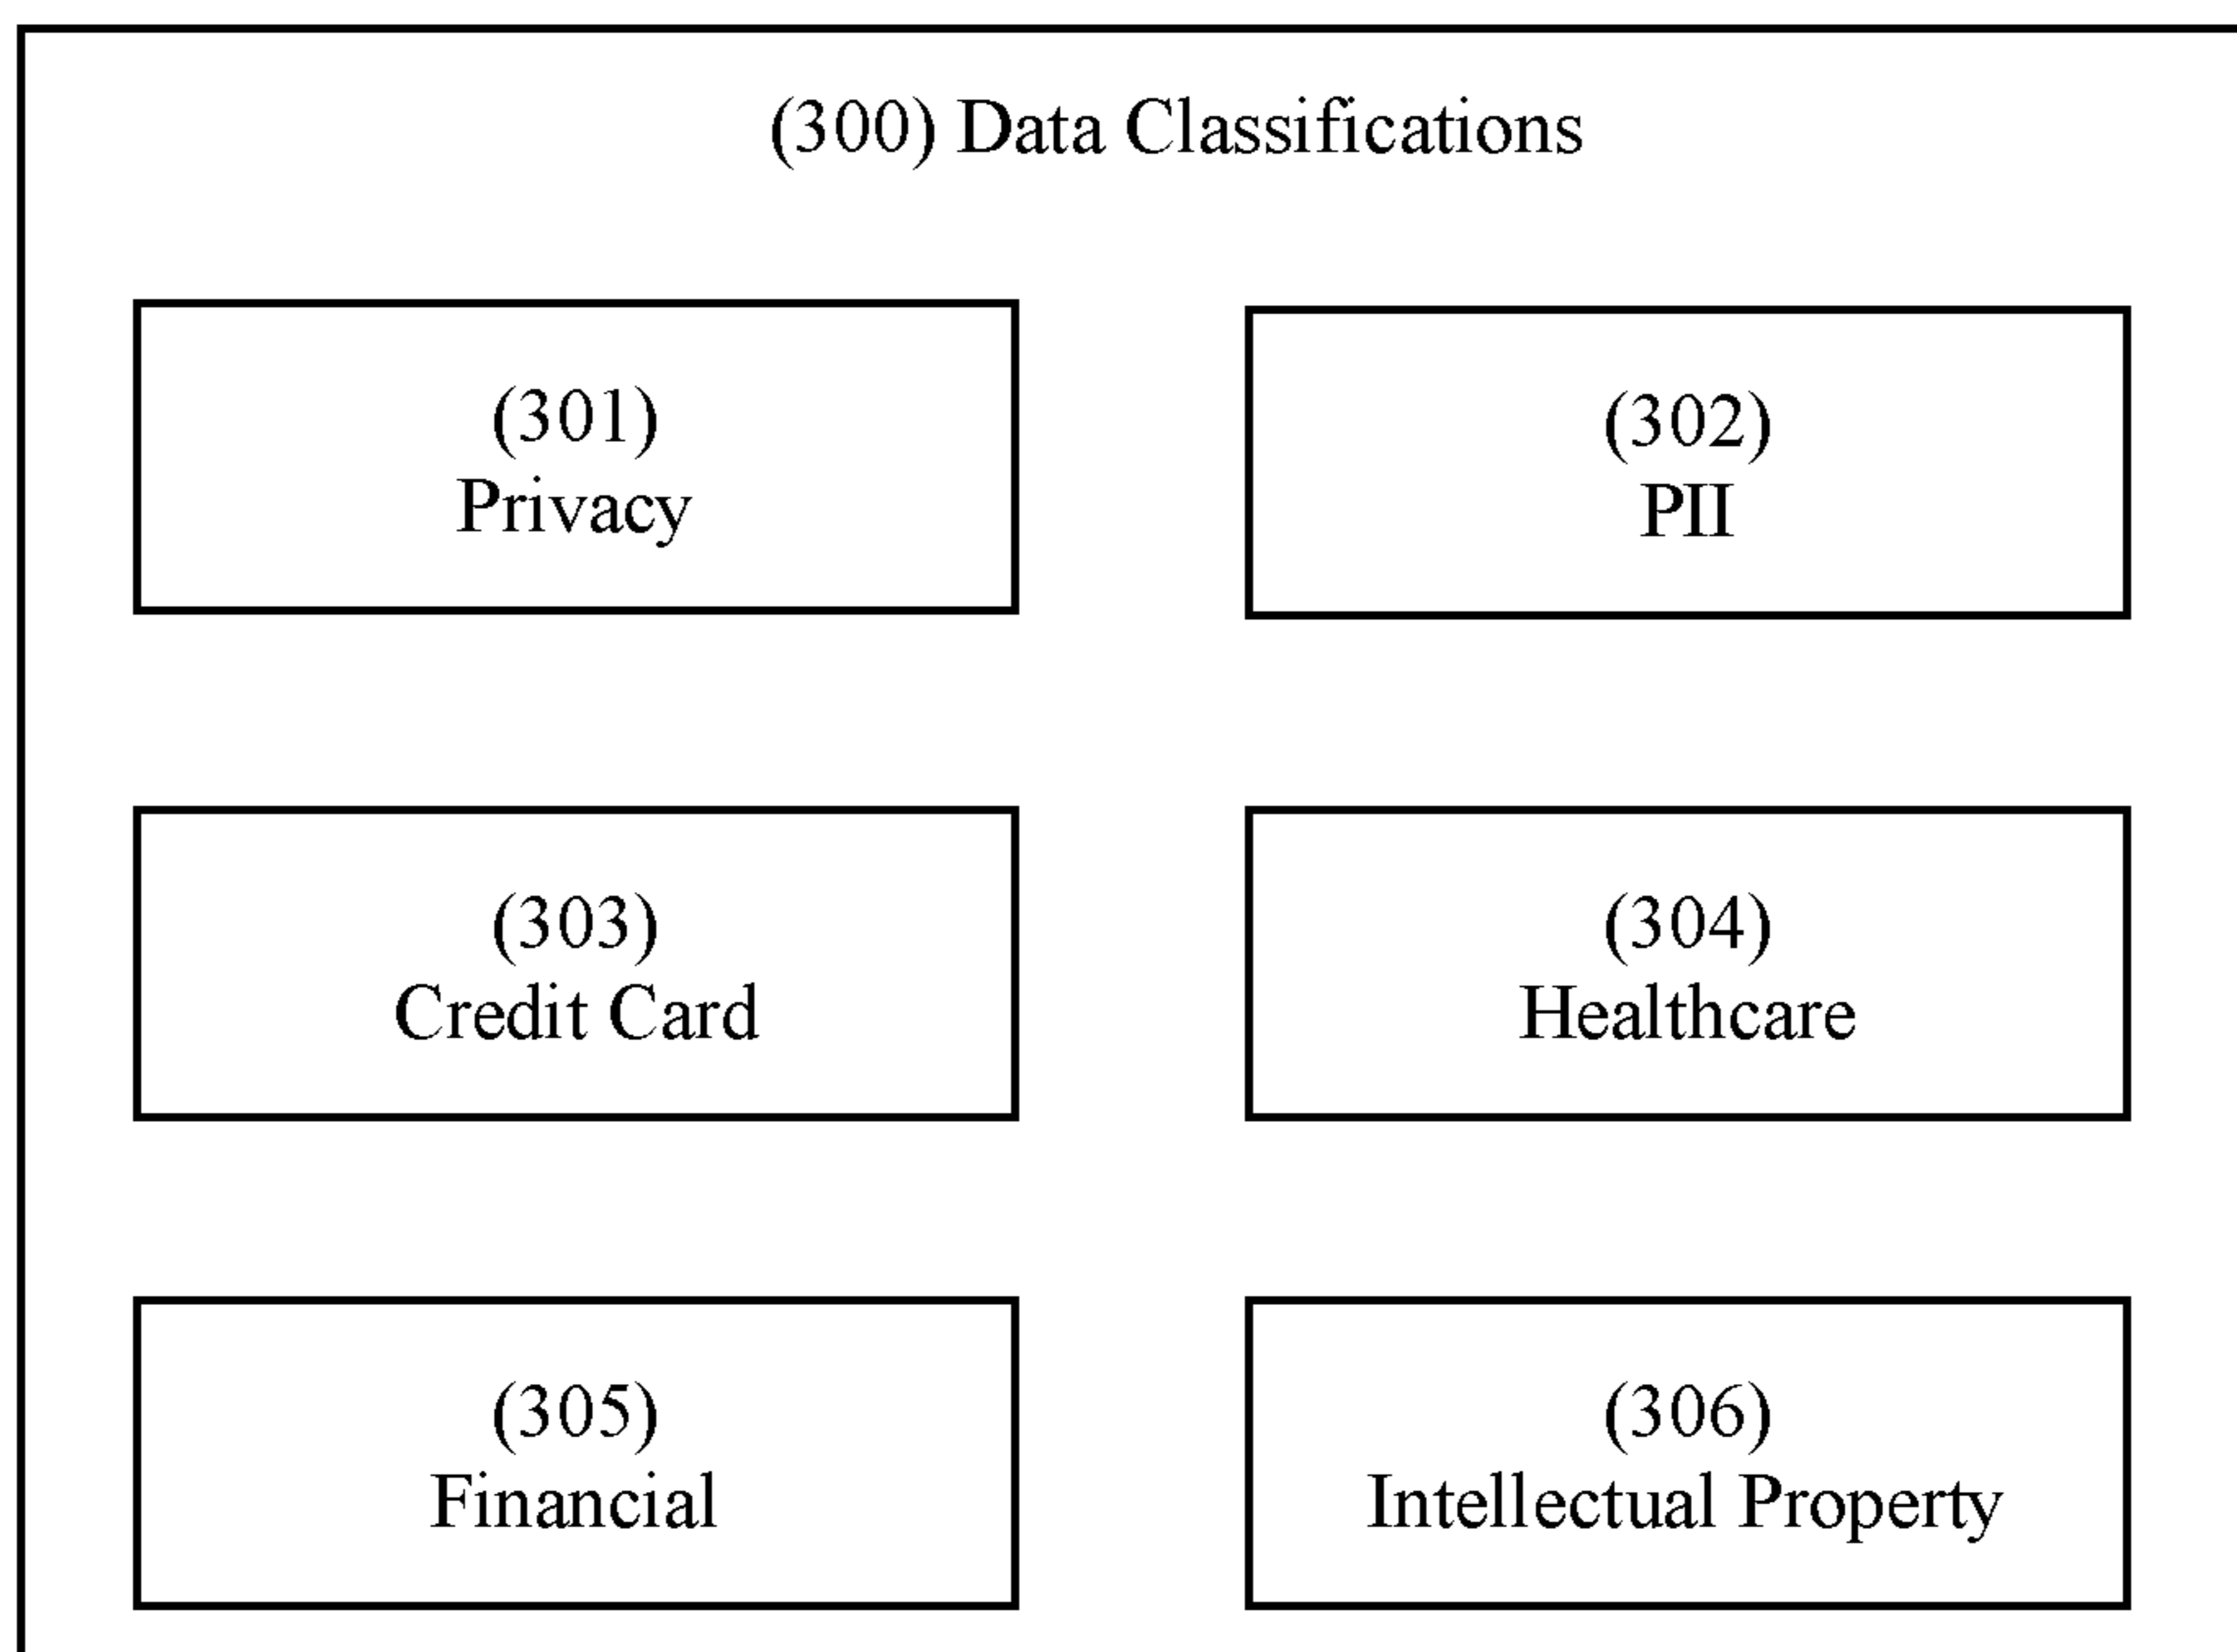 (300) Data Classifications
(301)
Privacy
(302)
PII
(303)
Credit Card
(304)
Healthcare
(305)
Financial
(306)
Intellectual Property